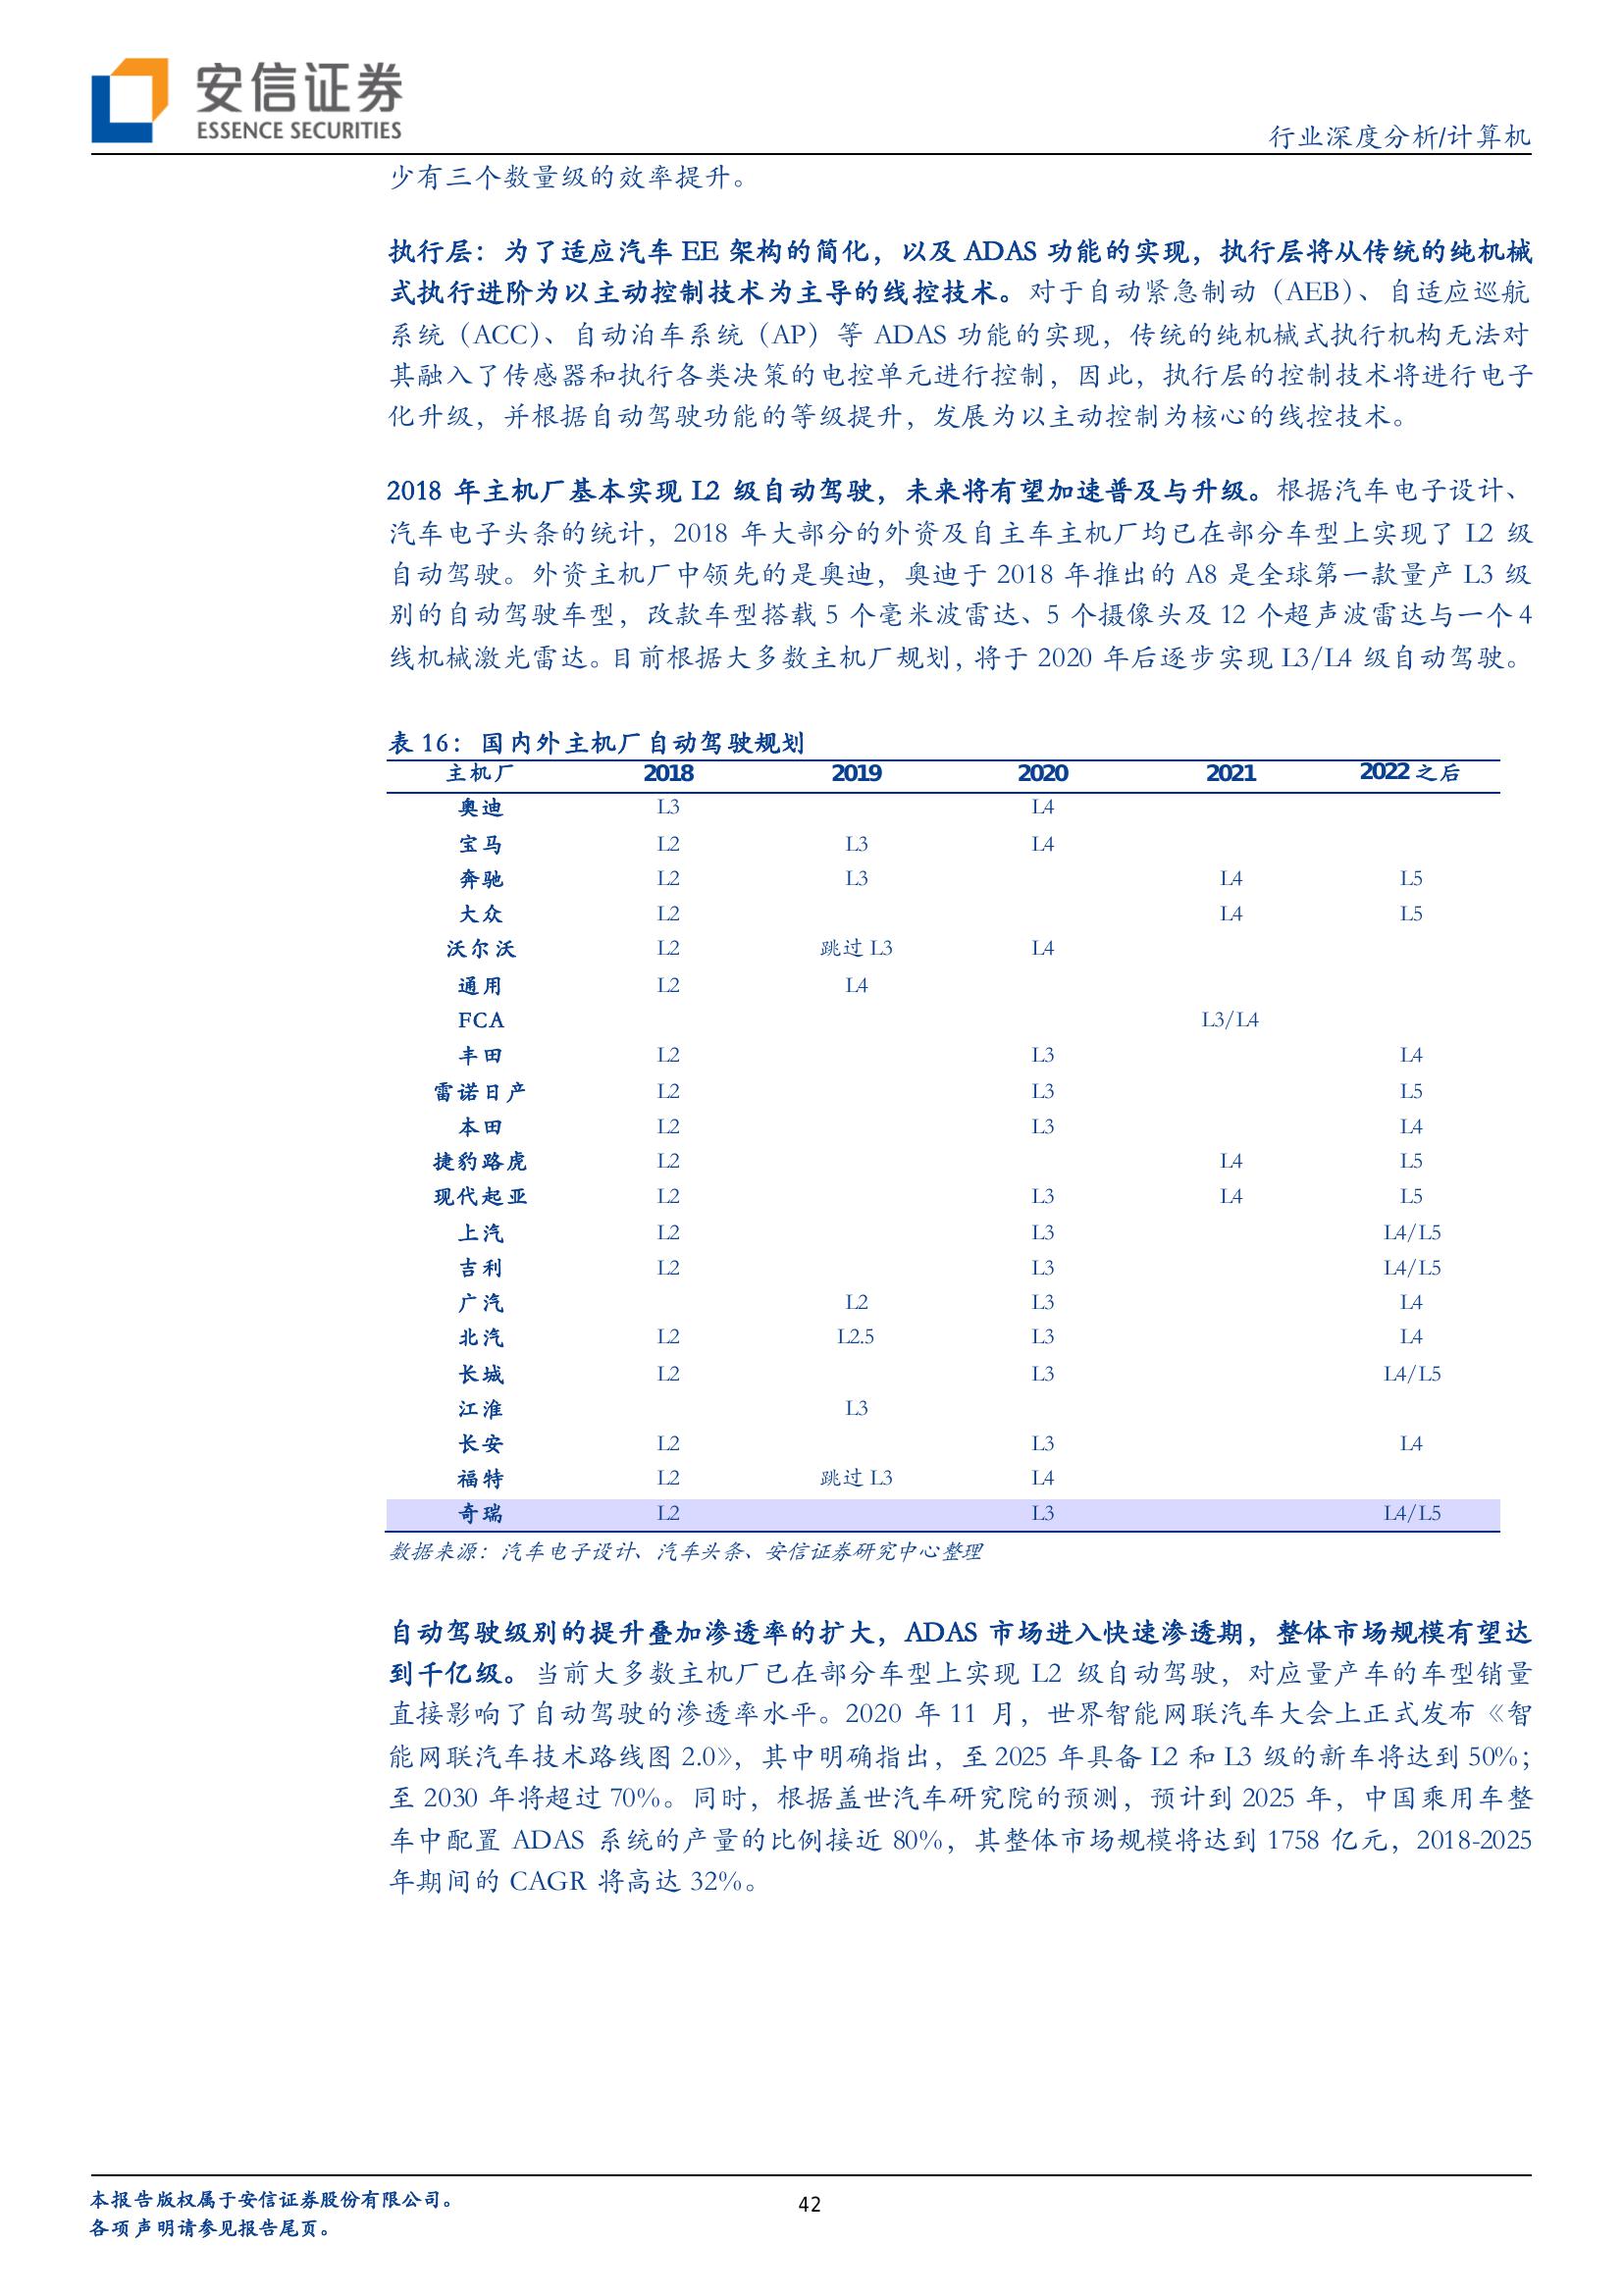 安信证券
ESSENCE SECURITIES
行业深度分析/计算机
少有三个数量级的效率提升。
执行层：为了适应汽车 EE 架构的简化，以及 ADAS 功能的实现，执行层将从传统的纯机械
式执行进阶为以主动控制技术为主导的线控技术。对于自动紧急制动（AEB）、自适应巡航
系统（ACC）、自动泊车系统（AP）等 ADAS 功能的实现，传统的纯机械式执行机构无法对
其融入了传感器和执行各类决策的电控单元进行控制，因此，执行层的控制技术将进行电子
化升级，并根据自动驾驶功能的等级提升，发展为以主动控制为核心的线控技术。
2018 年主机厂基本实现 L2 级自动驾驶，未来将有望加速普及与升级。根据汽车电子设计、
汽车电子头条的统计，2018 年大部分的外资及自主车主机厂均已在部分车型上实现了 L2 级
自动驾驶。外资主机厂中领先的是奥迪，奥迪于 2018 年推出的 A8 是全球第一款量产 L3 级
别的自动驾驶车型，改款车型搭载 5 个毫米波雷达、5 个摄像头及 12 个超声波雷达与一个 4
线机械激光雷达。目前根据大多数主机厂规划，将于 2020 年后逐步实现 L3/L4 级自动驾驶。
表 16：国内外主机厂自动驾驶规划
主机厂 2018 2019 2020 2021 2022 之后
奥迪 L3 L4
宝马 L2 L3 L4
奔驰 L2 L3 L4 L5
大众 L2 L4 L5
沃尔沃 L2 跳过 L3 L4
通用 L2 L4
FCA L3/L4
丰田 L2 L3 L4
雷诺日产 L2 L3 L5
本田 L2 L3 L4
捷豹路虎 L2 L4 L5
现代起亚 L2 L3 L4 L5
上汽 L2 L3 L4/L5
吉利 L2 L3 L4/L5
广汽 L2 L3 L4
北汽 L2 L2.5 L3 L4
长城 L2 L3 L4/L5
江淮 L3
长安 L2 L3 L4
福特 L2 跳过 L3 L4
奇瑞 L2 L3 L4/L5
数据来源：汽车电子设计、汽车头条、安信证券研究中心整理
自动驾驶级别的提升叠加渗透率的扩大，ADAS 市场进入快速渗透期，整体市场规模有望达
到千亿级。当前大多数主机厂已在部分车型上实现 L2 级自动驾驶，对应量产车的车型销量
直接影响了自动驾驶的渗透率水平。2020 年 11 月，世界智能网联汽车大会上正式发布《智
能网联汽车技术路线图 2.0》，其中明确指出，至 2025 年具备 L2 和 L3 级的新车将达到 50%；
至 2030 年将超过 70%。同时，根据盖世汽车研究院的预测，预计到 2025 年，中国乘用车整
车中配置 ADAS 系统的产量的比例接近 80%，其整体市场规模将达到 1758 亿元，2018-2025
年期间的 CAGR 将高达 32%。
本报告版权属于安信证券股份有限公司。
42
各项声明请参见报告尾页。